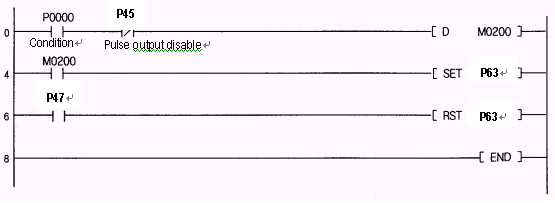 P0000 P45
0 [ D M0200 ]
Condition↵ Pulse output disable↵
M0200
4 [ SET P63↵ ]
P47↵
6 [ RST P63↵ ]
8 [ END ]